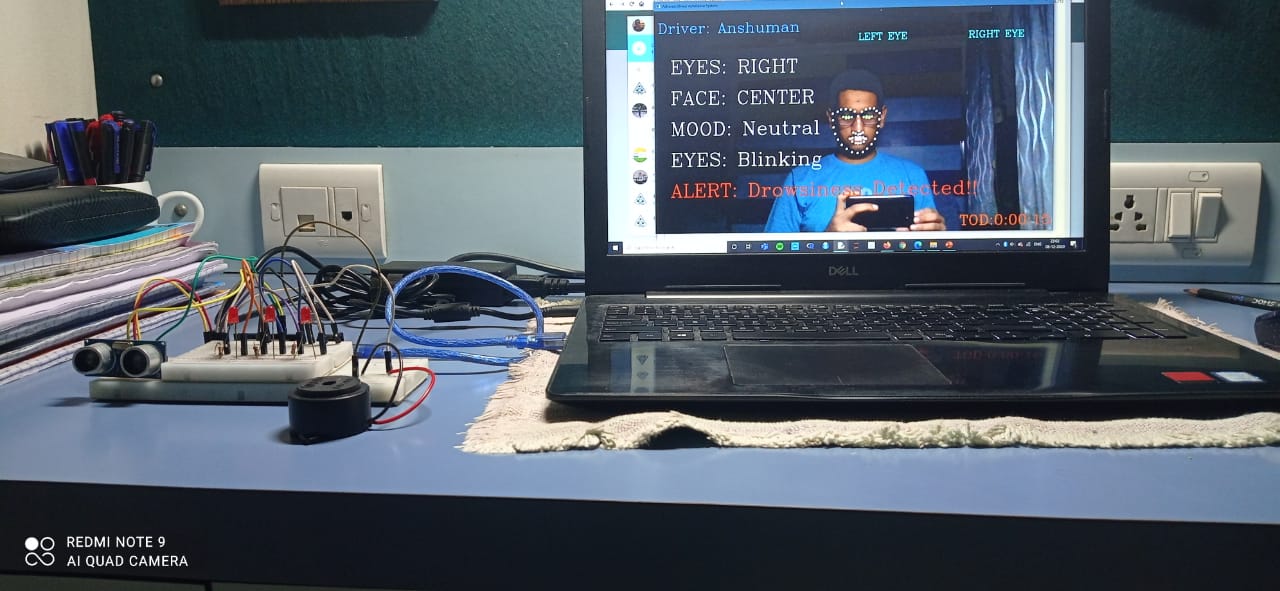 Driver: Anshuman
LEFT EYE
RIGHT EYE
EYES: RIGHT
FACE: CENTER
MOOD: Neutral
EYES: Blinking
ALERT: Drowsiness Detected!!
DELL
REDMI NOTE 9
AI QUAD CAMERA